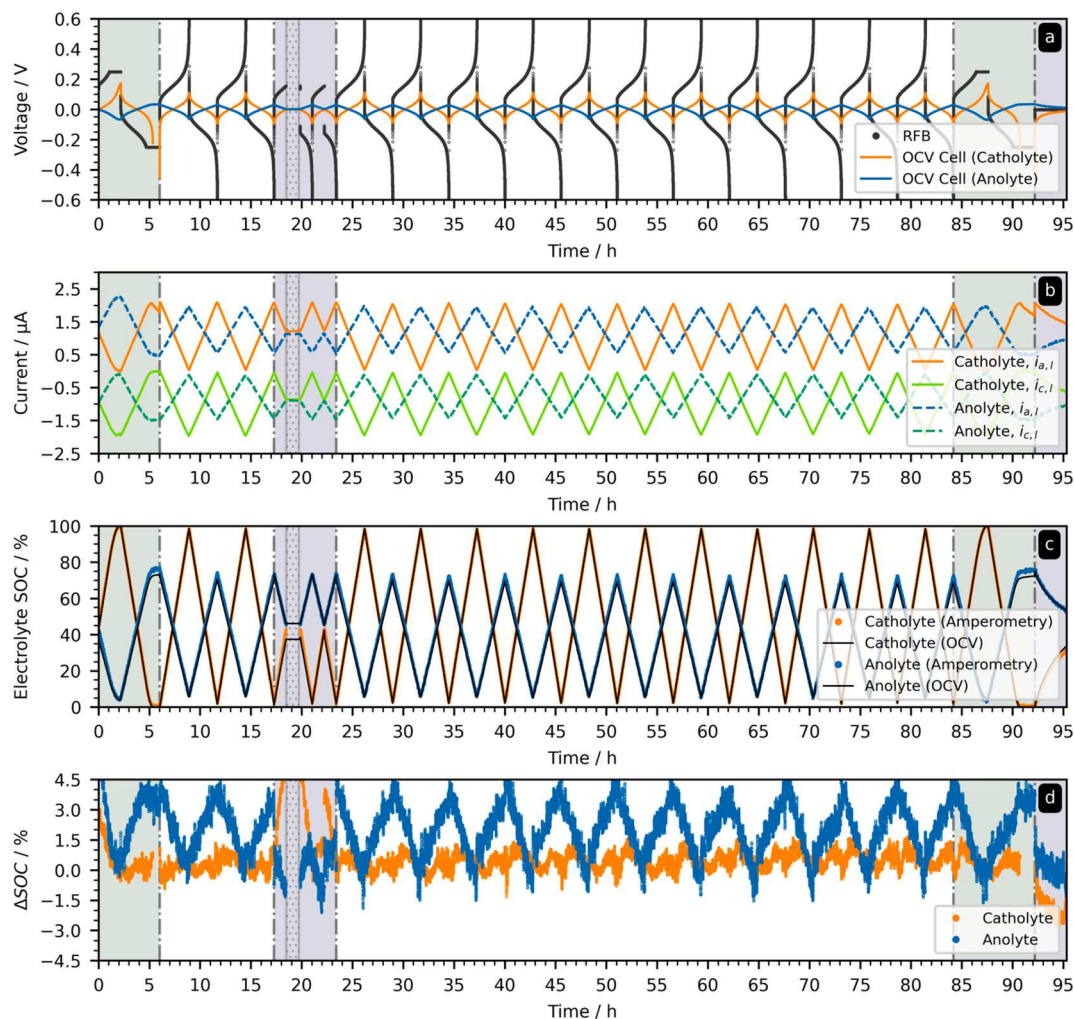 a
0.6
0.4
0.2
0.0
−0.2
−0.4
−0.6
Voltage / V
RFB
OCV Cell (Catholyte)
OCV Cell (Anolyte)
0 5 10 15 20 25 30 35 40 45 50 55 60 65 70 75 80 85 90 95
Time / h
b
2.5
1.5
0.5
−0.5
−1.5
−2.5
Current / µA
Catholyte, i_{a,l}
Catholyte, i_{c,l}
Anolyte, i_{a,l}
Anolyte, i_{c,l}
0 5 10 15 20 25 30 35 40 45 50 55 60 65 70 75 80 85 90 95
Time / h
c
100
80
60
40
20
0
Electrolyte SOC / %
Catholyte (Amperometry)
Catholyte (OCV)
Anolyte (Amperometry)
Anolyte (OCV)
0 5 10 15 20 25 30 35 40 45 50 55 60 65 70 75 80 85 90 95
Time / h
d
4.5
3.0
1.5
0.0
−1.5
−3.0
−4.5
ΔSOC / %
Catholyte
Anolyte
0 5 10 15 20 25 30 35 40 45 50 55 60 65 70 75 80 85 90 95
Time / h